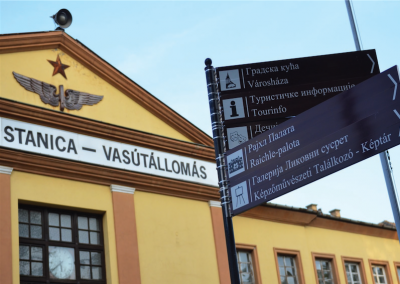 STANICA – VASÚTÁLLOMÁS
Градска кућа
Városháza
Туристичке информације
Tourinfo
Рајхл Палата
Raichle-palota
Галерија Ликовни сусрет
Képzőművészeti Találkozó - Képtár